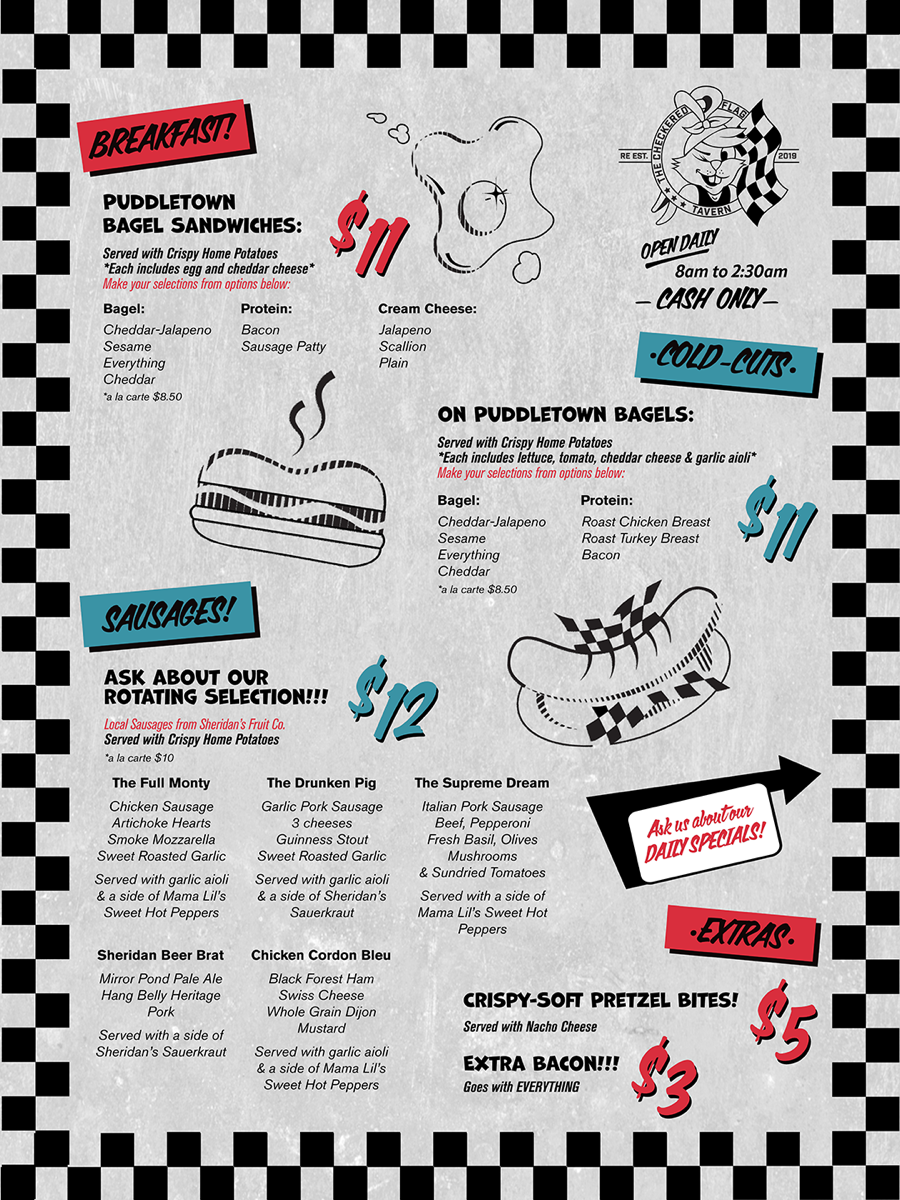 BREAKFAST!
PUDDLETOWN
BAGEL SANDWICHES:
$11
Served with Crispy Home Potatoes
*Each includes egg and cheddar cheese*
Make your selections from options below:
Bagel:
Cheddar-Jalapeno
Sesame
Everything
Cheddar
*a la carte $8.50
Protein:
Bacon
Sausage Patty
Cream Cheese:
Jalapeno
Scallion
Plain
THE CHECKERED FLAG
TAVERN
RE EST. 2019
OPEN DAILY
8am to 2:30am
– CASH ONLY –
·COLD-CUTS·
ON PUDDLETOWN BAGELS:
Served with Crispy Home Potatoes
*Each includes lettuce, tomato, cheddar cheese & garlic aioli*
Make your selections from options below:
Bagel:
Cheddar-Jalapeno
Sesame
Everything
Cheddar
*a la carte $8.50
Protein:
Roast Chicken Breast
Roast Turkey Breast
Bacon
$11
SAUSAGES!
ASK ABOUT OUR
ROTATING SELECTION!!!
$12
Local Sausages from Sheridan's Fruit Co.
Served with Crispy Home Potatoes
*a la carte $10
The Full Monty
Chicken Sausage
Artichoke Hearts
Smoke Mozzarella
Sweet Roasted Garlic
Served with garlic aioli
& a side of Mama Lil's
Sweet Hot Peppers
The Drunken Pig
Garlic Pork Sausage
3 cheeses
Guinness Stout
Sweet Roasted Garlic
Served with garlic aioli
& a side of Sheridan's
Sauerkraut
The Supreme Dream
Italian Pork Sausage
Beef, Pepperoni
Fresh Basil, Olives
Mushrooms
& Sundried Tomatoes
Served with a side of
Mama Lil's Sweet Hot
Peppers
Sheridan Beer Brat
Mirror Pond Pale Ale
Hang Belly Heritage
Pork
Served with a side of
Sheridan's Sauerkraut
Chicken Cordon Bleu
Black Forest Ham
Swiss Cheese
Whole Grain Dijon
Mustard
Served with garlic aioli
& a side of Mama Lil's
Sweet Hot Peppers
Ask us about our
DAILY SPECIALS!
·EXTRAS·
CRISPY-SOFT PRETZEL BITES!
Served with Nacho Cheese
$5
EXTRA BACON!!!
Goes with EVERYTHING
$3